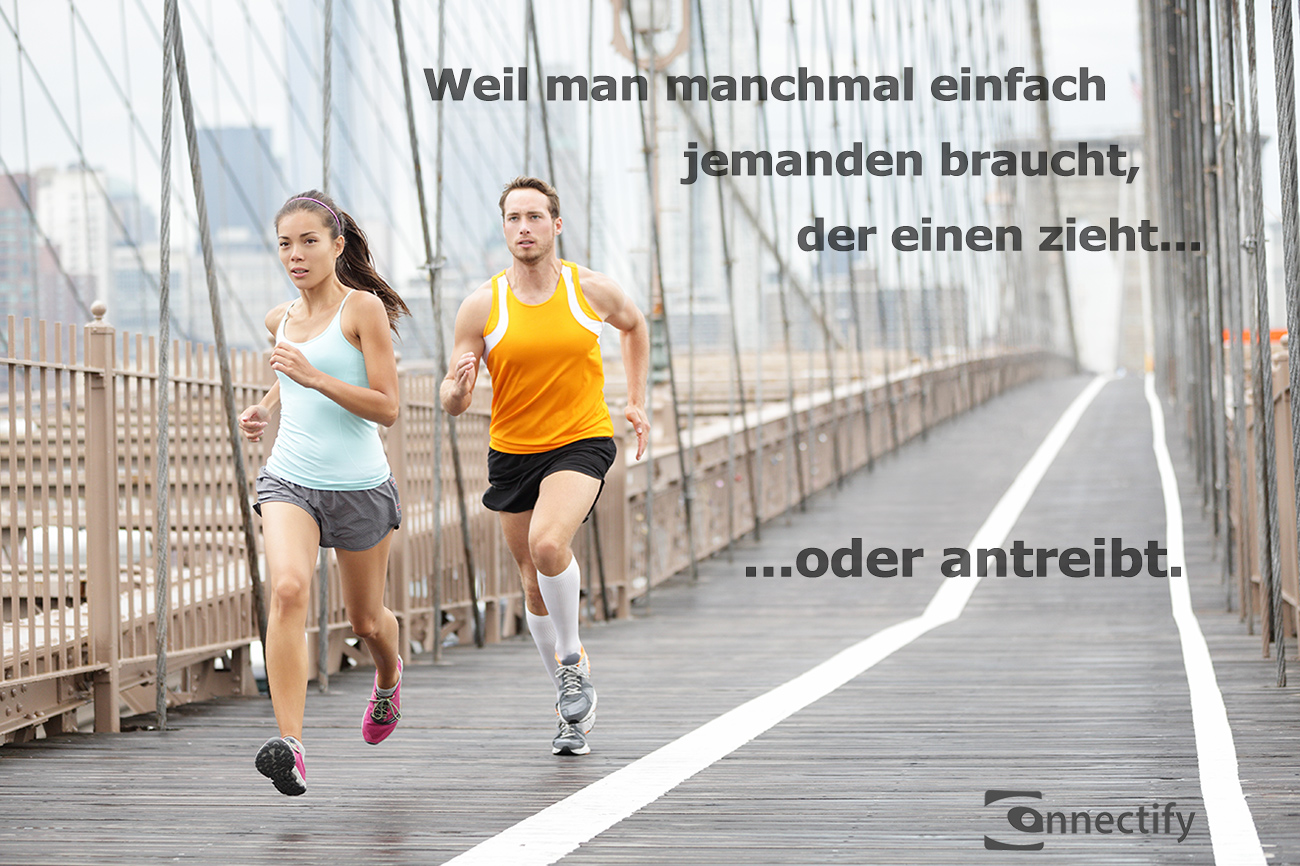 Weil man manchmal einfach
jemanden braucht,
der einen zieht...
...oder antreibt.
Connectify